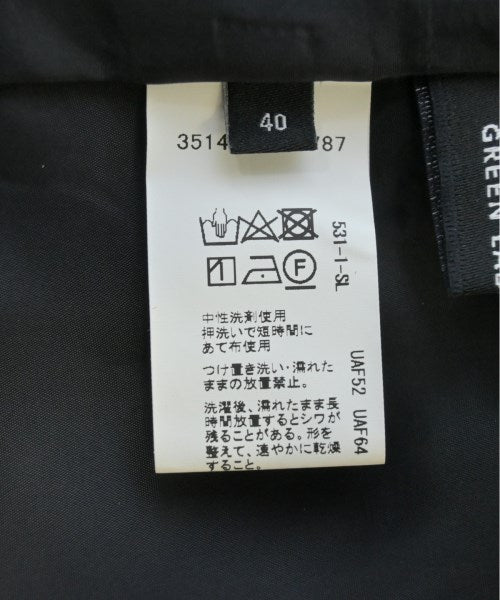 40
3514
/87
F
531-1-SL
中性洗剤使用
押洗いで短時間に
あて布使用
つけ置き洗い・濡れた
ままの放置禁止。
洗濯後、濡れたまま長
時間放置するとシワが
残ることがある。形を
整えて、速やかに乾燥
すること。
UAF52 UAF64
GREEN